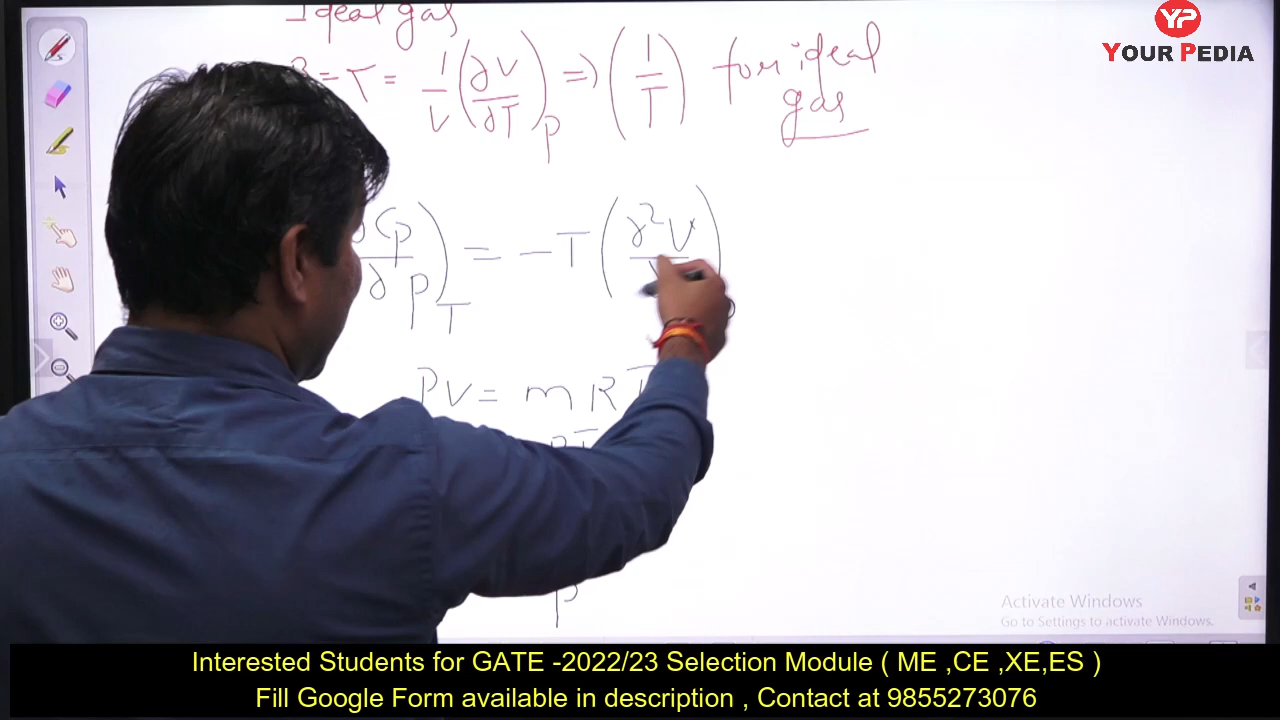 Ideal gas
YP
YOUR PEDIA
= T = 1/V (∂V/∂T)P ⇒ (1/T) for ideal gas
∂Cp/∂P)T = -T (∂²V
PV = m R T
P
Activate Windows
Go to Settings to activate Windows.
Interested Students for GATE -2022/23 Selection Module ( ME ,CE ,XE,ES )
Fill Google Form available in description , Contact at 9855273076